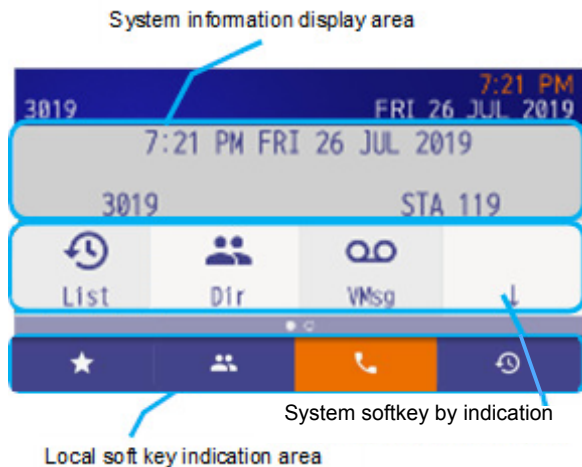 System information display area
7:21 PM
3019 FRI 26 JUL 2019
7:21 PM FRI 26 JUL 2019
3019 STA 119
List Dir VMsg ↓
System softkey by indication
Local soft key indication area